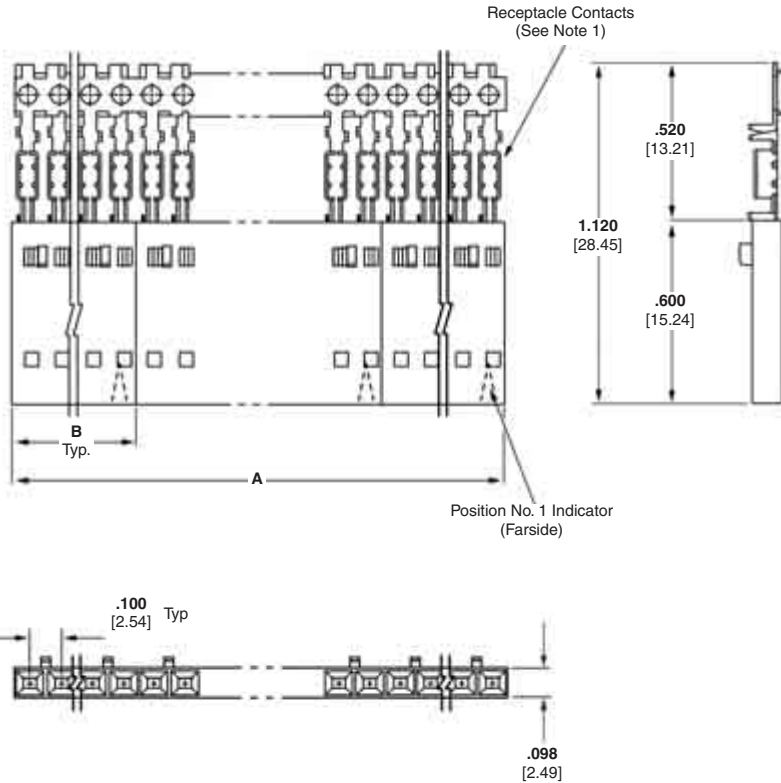 Receptacle Contacts
(See Note 1)
.520
[13.21]
1.120
[28.45]
.600
[15.24]
B
Typ.
A
Position No. 1 Indicator
(Farside)
.100
[2.54]
Typ
.098
[2.49]